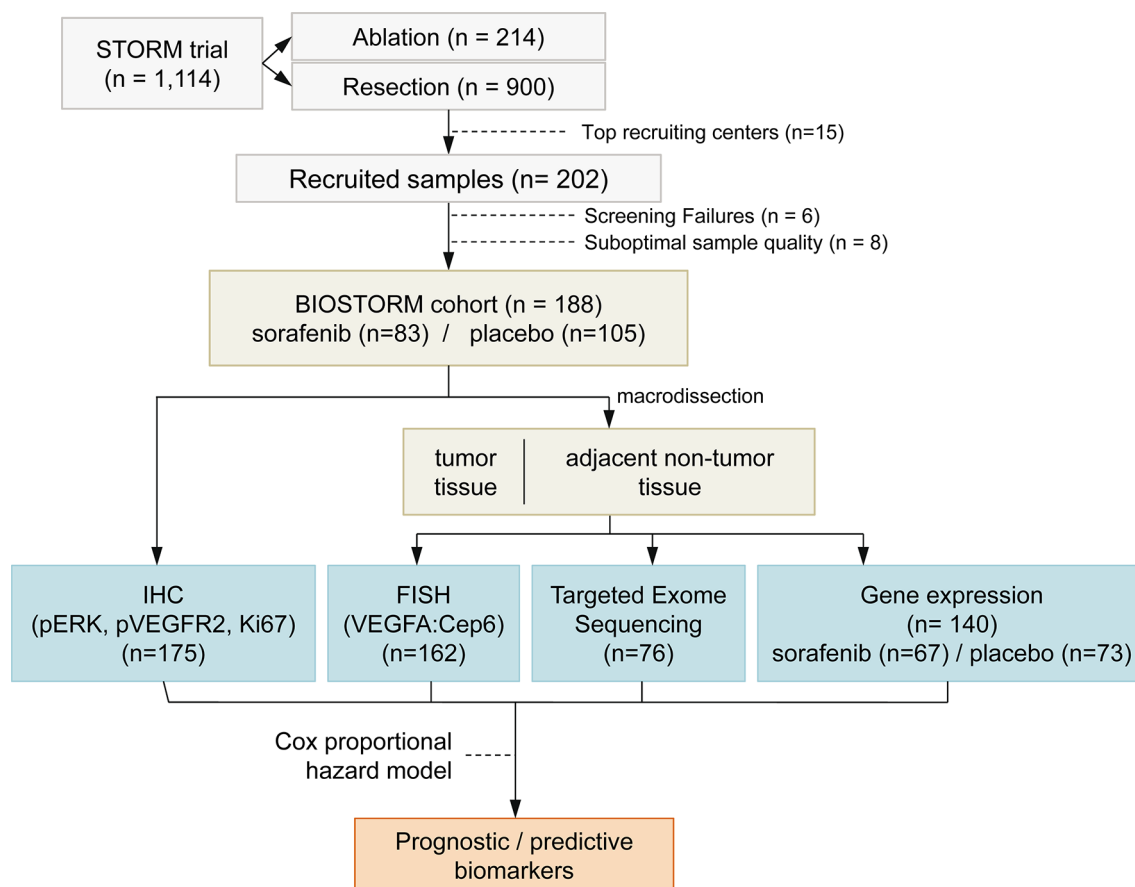 STORM trial
(n = 1,114)
Ablation (n = 214)
Resection (n = 900)
Top recruiting centers (n=15)
Recruited samples (n= 202)
Screening Failures (n = 6)
Suboptimal sample quality (n = 8)
BIOSTORM cohort (n = 188)
sorafenib (n=83) / placebo (n=105)
macrodissection
tumor
tissue
adjacent non-tumor
tissue
IHC
(pERK, pVEGFR2, Ki67)
(n=175)
FISH
(VEGFA:Cep6)
(n=162)
Targeted Exome
Sequencing
(n=76)
Gene expression
(n= 140)
sorafenib (n=67) / placebo (n=73)
Cox proportional
hazard model
Prognostic / predictive
biomarkers